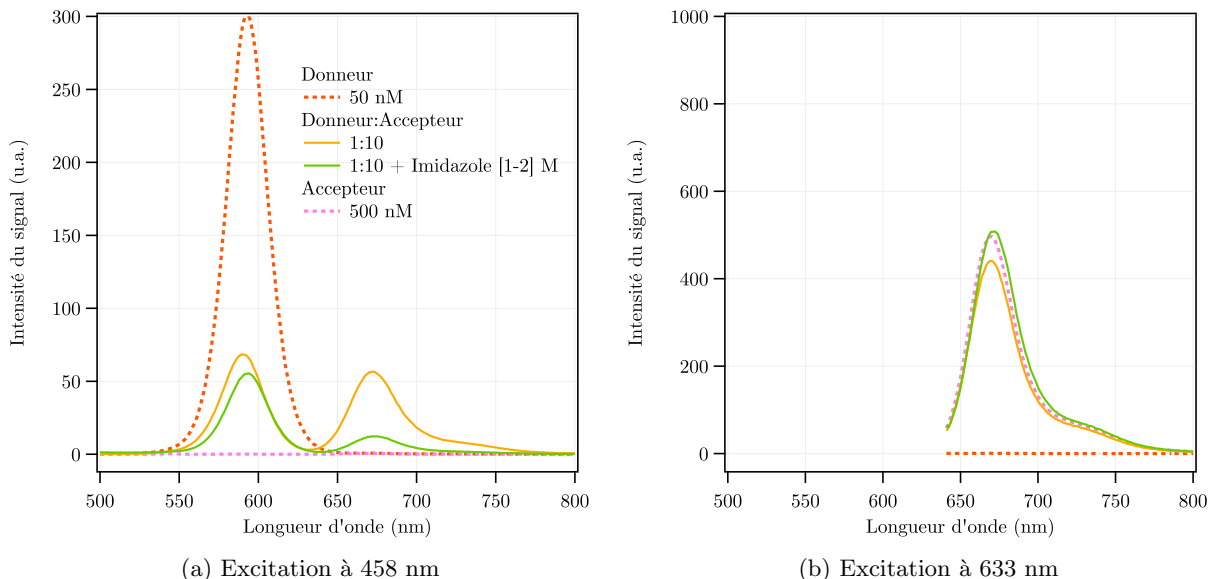 300
250
200
150
100
50
0
500
550
600
650
700
750
800
Intensité du signal (u.a.)
Longueur d'onde (nm)
Donneur
50 nM
Donneur:Accepteur
1:10
1:10 + Imidazole [1-2] M
Accepteur
500 nM
(a) Excitation à 458 nm
1000
800
600
400
200
0
500
550
600
650
700
750
800
Intensité du signal (u.a.)
Longueur d'onde (nm)
(b) Excitation à 633 nm